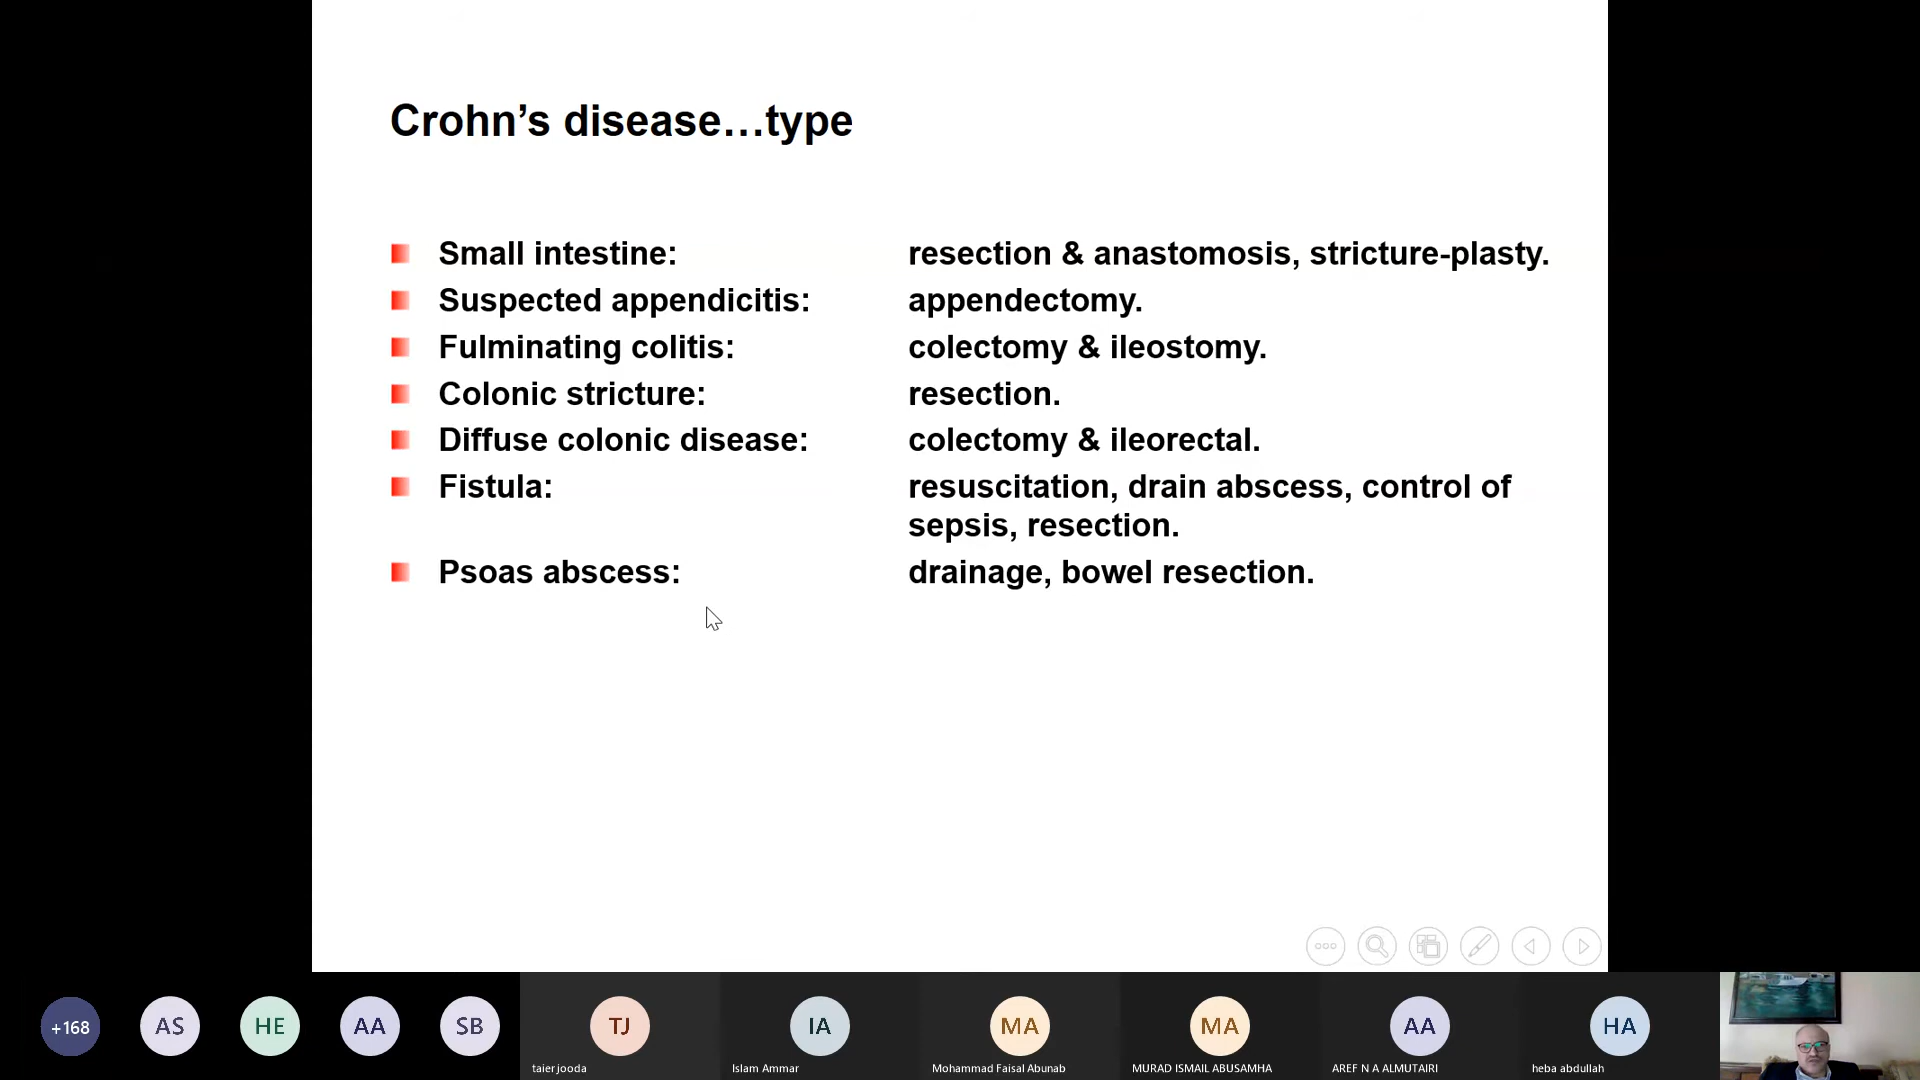 Crohn’s disease…type
Small intestine: resection & anastomosis, stricture-plasty.
Suspected appendicitis: appendectomy.
Fulminating colitis: colectomy & ileostomy.
Colonic stricture: resection.
Diffuse colonic disease: colectomy & ileorectal.
Fistula: resuscitation, drain abscess, control of
sepsis, resection.
Psoas abscess: drainage, bowel resection.
+168 AS HE AA SB TJ IA MA MA AA HA
taier jooda Islam Ammar Mohammad Faisal Abunab MURAD ISMAIL ABUSAMHA AREF N A ALMUTAIRI heba abdullah